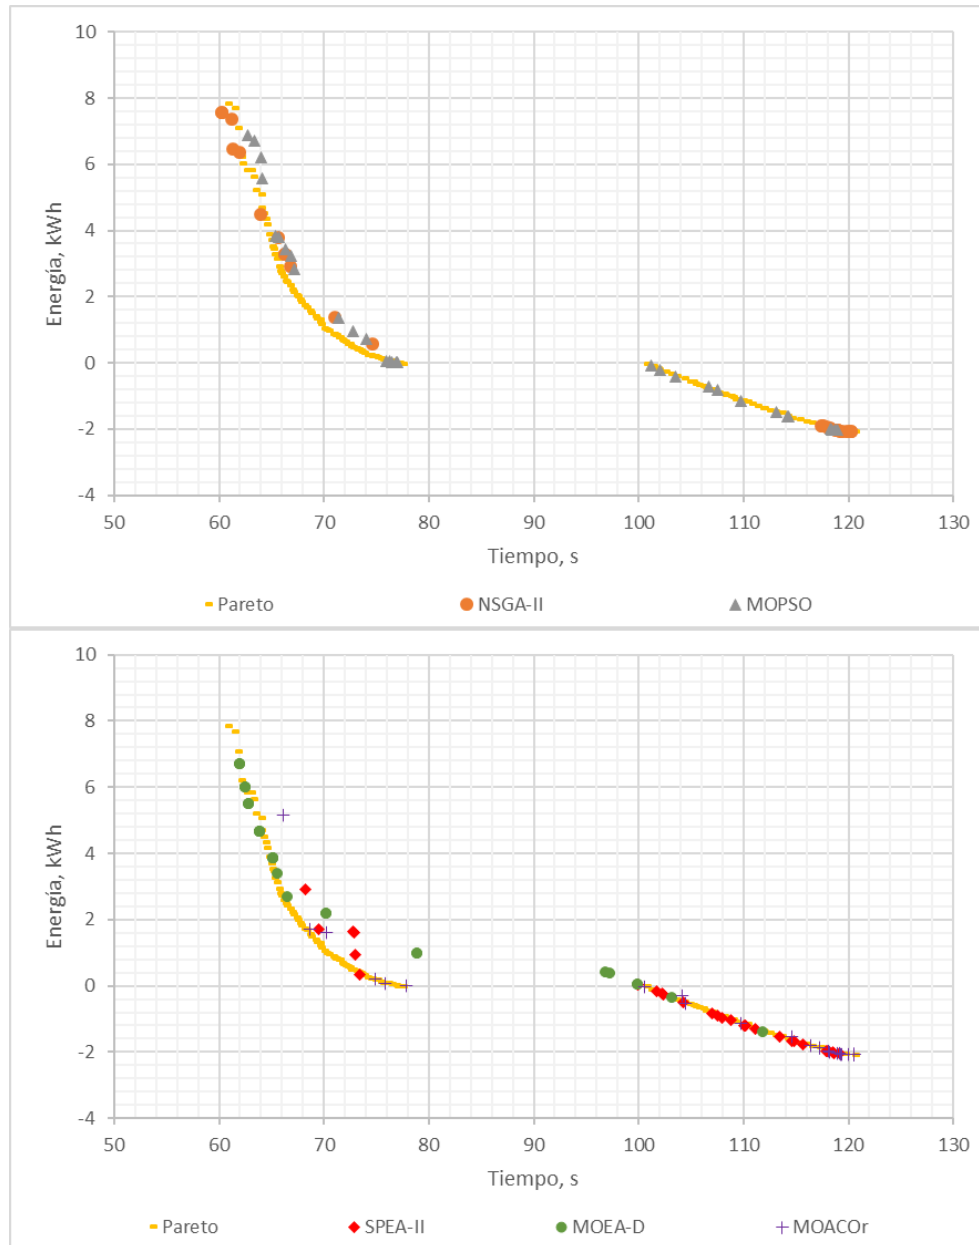 10
8
6
4
2
0
-2
-4
Energía, kWh
50 60 70 80 90 100 110 120 130
Tiempo, s
Pareto NSGA-II MOPSO
10
8
6
4
2
0
-2
-4
Energía, kWh
50 60 70 80 90 100 110 120 130
Tiempo, s
Pareto SPEA-II MOEA-D MOACOr